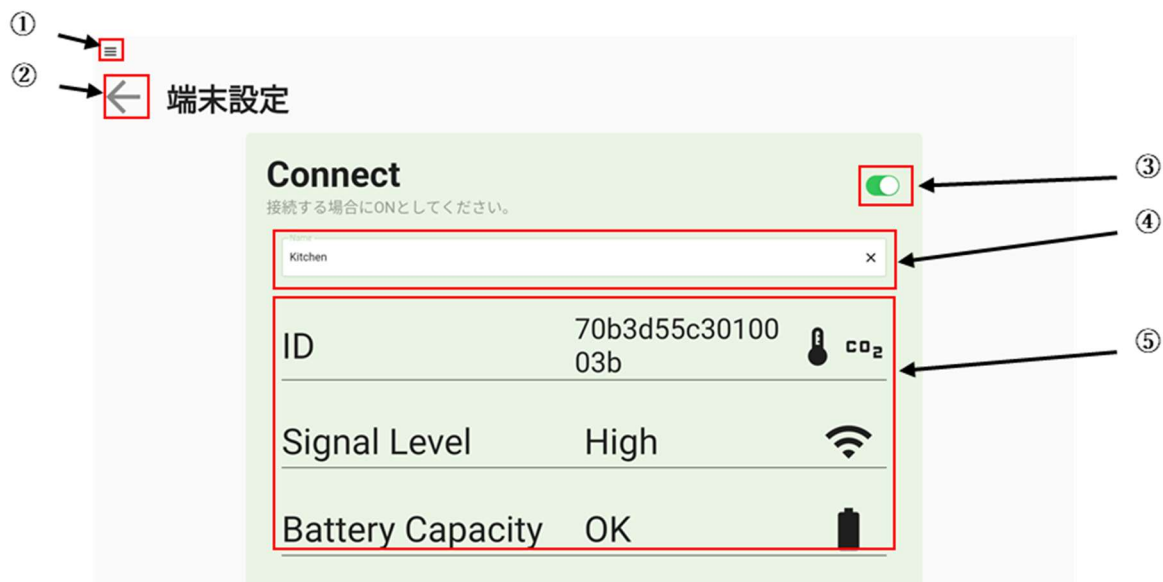 ①
②
端末設定
Connect
③
接続する場合にONとしてください。
④
Name
Kitchen
⑤
ID
70b3d55c30100
03b
CO2
Signal Level
High
Battery Capacity
OK